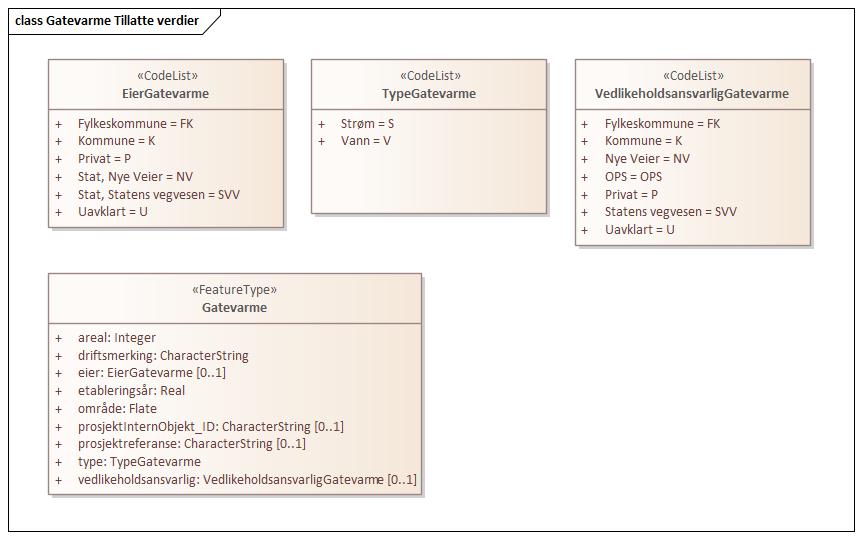 class Gatevarme Tillatte verdier
«CodeList»
EierGatevarme
+ Fylkeskommune = FK
+ Kommune = K
+ Privat = P
+ Stat, Nye Veier = NV
+ Stat, Statens vegvesen = SVV
+ Uavklart = U
«CodeList»
TypeGatevarme
+ Strøm = S
+ Vann = V
«CodeList»
VedlikeholdsansvarligGatevarme
+ Fylkeskommune = FK
+ Kommune = K
+ Nye Veier = NV
+ OPS = OPS
+ Privat = P
+ Statens vegvesen = SVV
+ Uavklart = U
«FeatureType»
Gatevarme
+ areal: Integer
+ driftsmerking: CharacterString
+ eier: EierGatevarme [0..1]
+ etableringsår: Real
+ område: Flate
+ prosjektInternObjekt_ID: CharacterString [0..1]
+ prosjektreferanse: CharacterString [0..1]
+ type: TypeGatevarme
+ vedlikeholdsansvarlig: VedlikeholdsansvarligGatevarme [0..1]